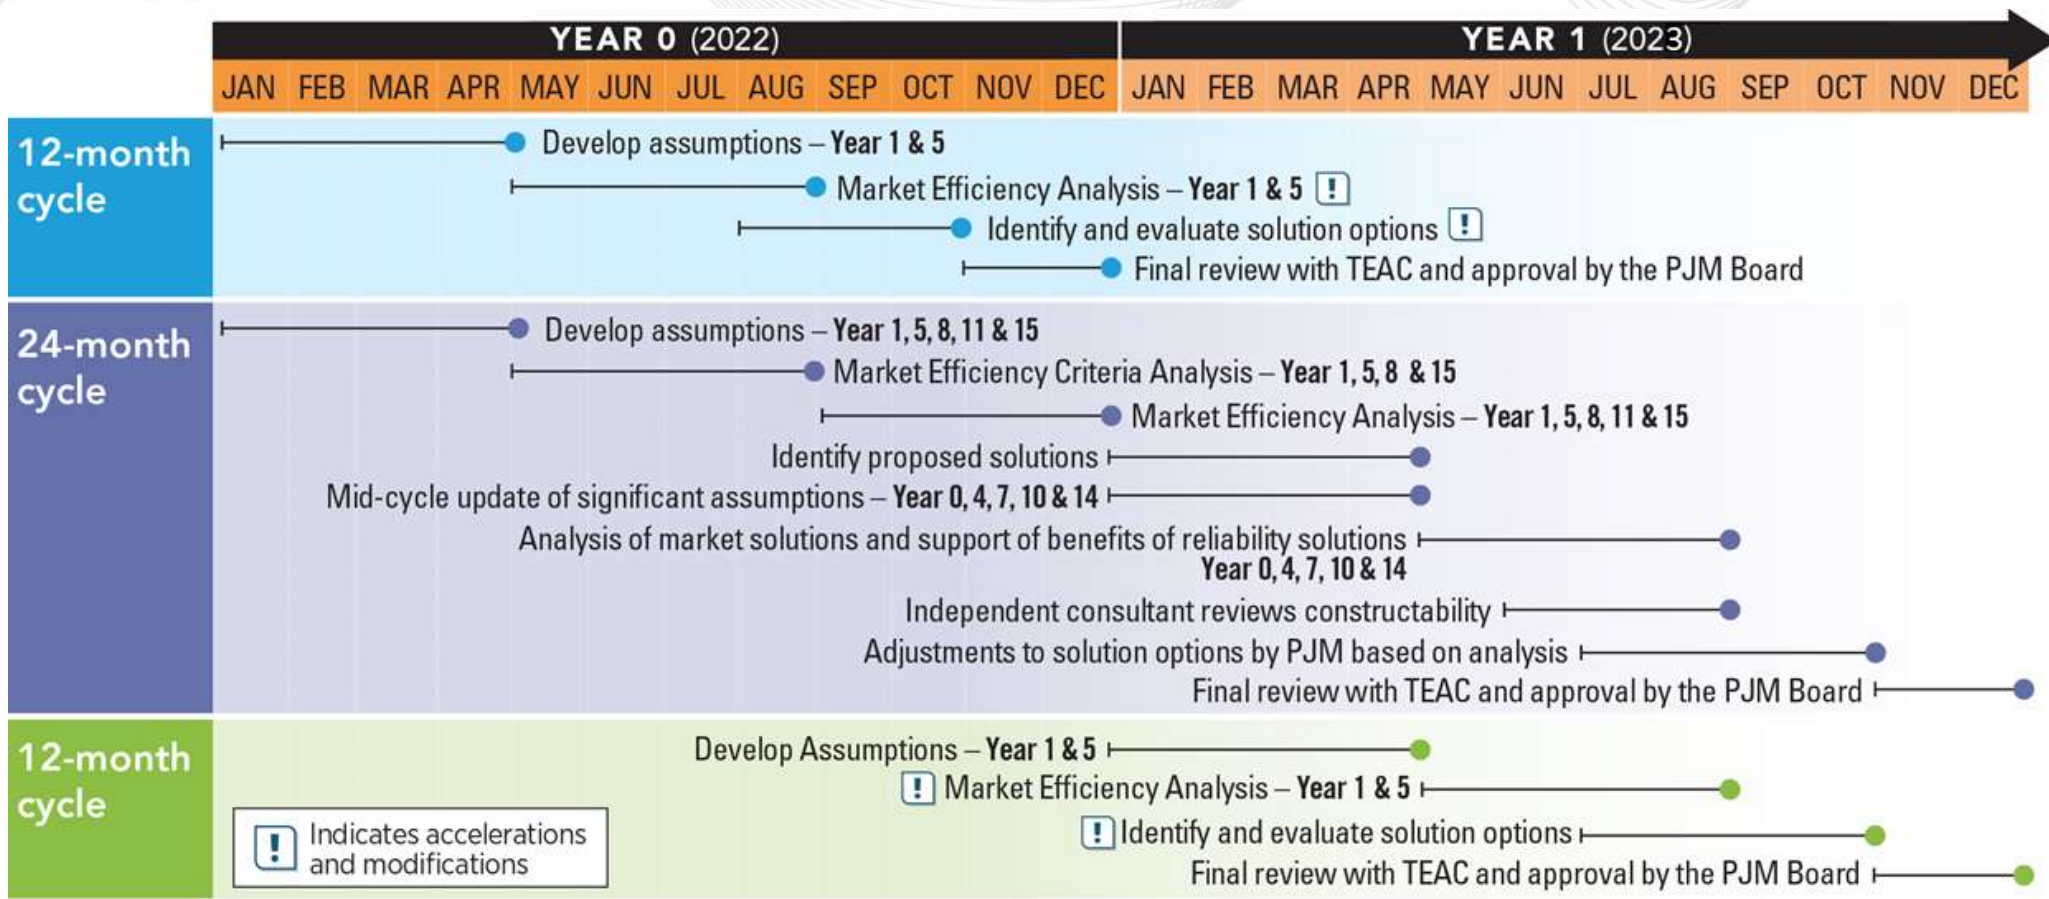 YEAR 0 (2022) YEAR 1 (2023)
JAN FEB MAR APR MAY JUN JUL AUG SEP OCT NOV DEC JAN FEB MAR APR MAY JUN JUL AUG SEP OCT NOV DEC
12-month
cycle
Develop assumptions – Year 1 & 5
Market Efficiency Analysis – Year 1 & 5 !
Identify and evaluate solution options !
Final review with TEAC and approval by the PJM Board
24-month
cycle
Develop assumptions – Year 1, 5, 8, 11 & 15
Market Efficiency Criteria Analysis – Year 1, 5, 8 & 15
Market Efficiency Analysis – Year 1, 5, 8, 11 & 15
Identify proposed solutions
Mid-cycle update of significant assumptions – Year 0, 4, 7, 10 & 14
Analysis of market solutions and support of benefits of reliability solutions
Year 0, 4, 7, 10 & 14
Independent consultant reviews constructability
Adjustments to solution options by PJM based on analysis
Final review with TEAC and approval by the PJM Board
12-month
cycle
Develop Assumptions – Year 1 & 5
! Market Efficiency Analysis – Year 1 & 5
! Identify and evaluate solution options
Final review with TEAC and approval by the PJM Board
! Indicates accelerations
and modifications